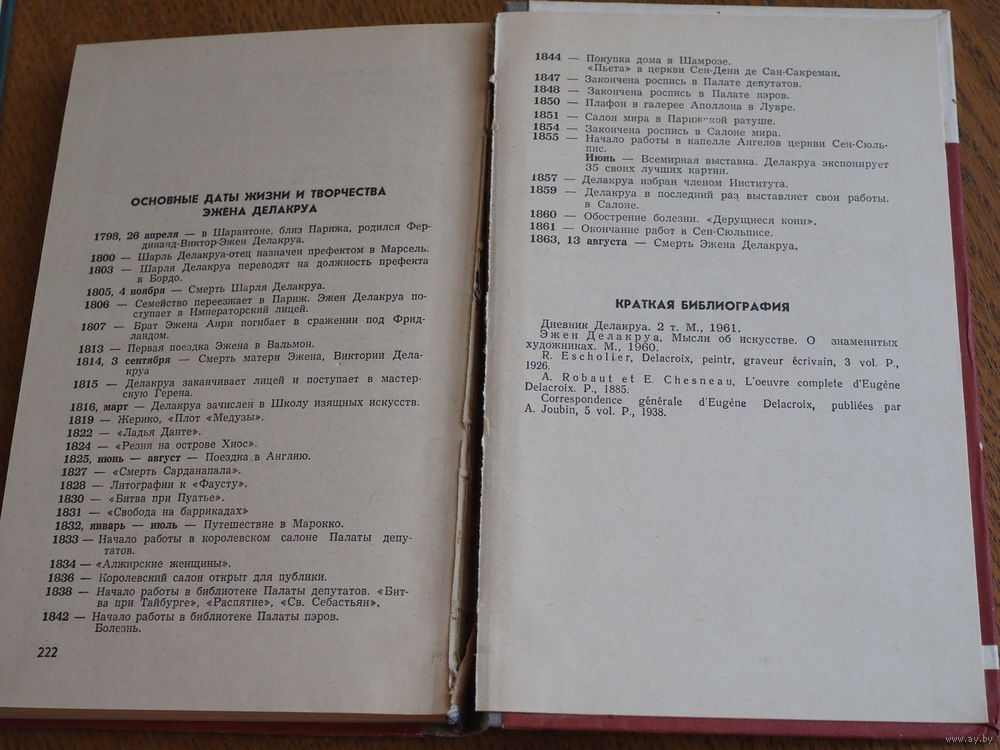 ОСНОВНЫЕ ДАТЫ ЖИЗНИ И ТВОРЧЕСТВА
ЭЖЕНА ДЕЛАКРУА
1798, 26 апреля — в Шарантоне, близ Парижа, родился Фер-
динанд-Виктор-Эжен Делакруа.
1800 — Шарль Делакруа-отец назначен префектом в Марсель.
1803 — Шарля Делакруа переводят на должность префекта
в Бордо.
1805, 4 ноября — Смерть Шарля Делакруа.
1806 — Семейство переезжает в Париж. Эжен Делакруа по-
ступает в Императорский лицей.
1807 — Брат Эжена Анри погибает в сражении под Фрид-
ландом.
1813 — Первая поездка Эжена в Вальмон.
1814, 3 сентября — Смерть матери Эжена, Виктории Дела-
круа
1815 — Делакруа заканчивает лицей и поступает в мастер-
скую Герена.
1816, март — Делакруа зачислен в Школу изящных искусств.
1819 — Жерико, «Плот «Медузы».
1822 — «Ладья Данте».
1824 — «Резня на острове Хиос».
1825, июнь — август — Поездка в Англию.
1827 — «Смерть Сарданапала».
1828 — Литографии к «Фаусту».
1830 — «Битва при Пуатье».
1831 — «Свобода на баррикадах»
1832, январь — июль — Путешествие в Марокко.
1833 — Начало работы в королевском салоне Палаты депу-
татов.
1834 — «Алжирские женщины».
1836 — Королевский салон открыт для публики.
1838 — Начало работы в библиотеке Палаты депутатов. «Бит-
ва при Тайбурге», «Распятие», «Св. Себастьян»,
1842 — Начало работы в библиотеке Палаты пэров.
Болезнь.
222
1844 — Покупка дома в Шамрозе.
«Пьета» в церкви Сен-Дени де Сан-Сакреман.
1847 — Закончена роспись в Палате депутатов.
1848 — Закончена роспись в Палате пэров.
1850 — Плафон в галерее Аполлона в Лувре.
1851 — Салон мира в Парижской ратуше.
1854 — Закончена роспись в Салоне мира.
1855 — Начало работы в капелле Ангелов церкви Сен-Сюль-
пис.
Июнь — Всемирная выставка. Делакруа экспонирует
35 своих лучших картин.
1857 — Делакруа избран членом Института.
1859 — Делакруа в последний раз выставляет свои работы.
в Салоне.
1860 — Обострение болезни. «Дерущиеся кони».
1861 — Окончание работ в Сен-Сюльписе.
1863, 13 августа — Смерть Эжена Делакруа.
КРАТКАЯ БИБЛИОГРАФИЯ
Дневник Делакруа. 2 т. М., 1961.
Эжен Делакруа, Мысли об искусстве. О знаменитых
художниках. М., 1960.
R. Escholier, Delacroix, peintr, graveur écrivain, 3 vol. P.,
1926.
A. Robaut et E. Chesneau, L'oeuvre complete d'Eugène
Delacroix. P., 1885.
Correspondence générale d'Eugène Delacroix, publiées par
A. Joubin, 5 vol. P., 1938.
www.ay.by